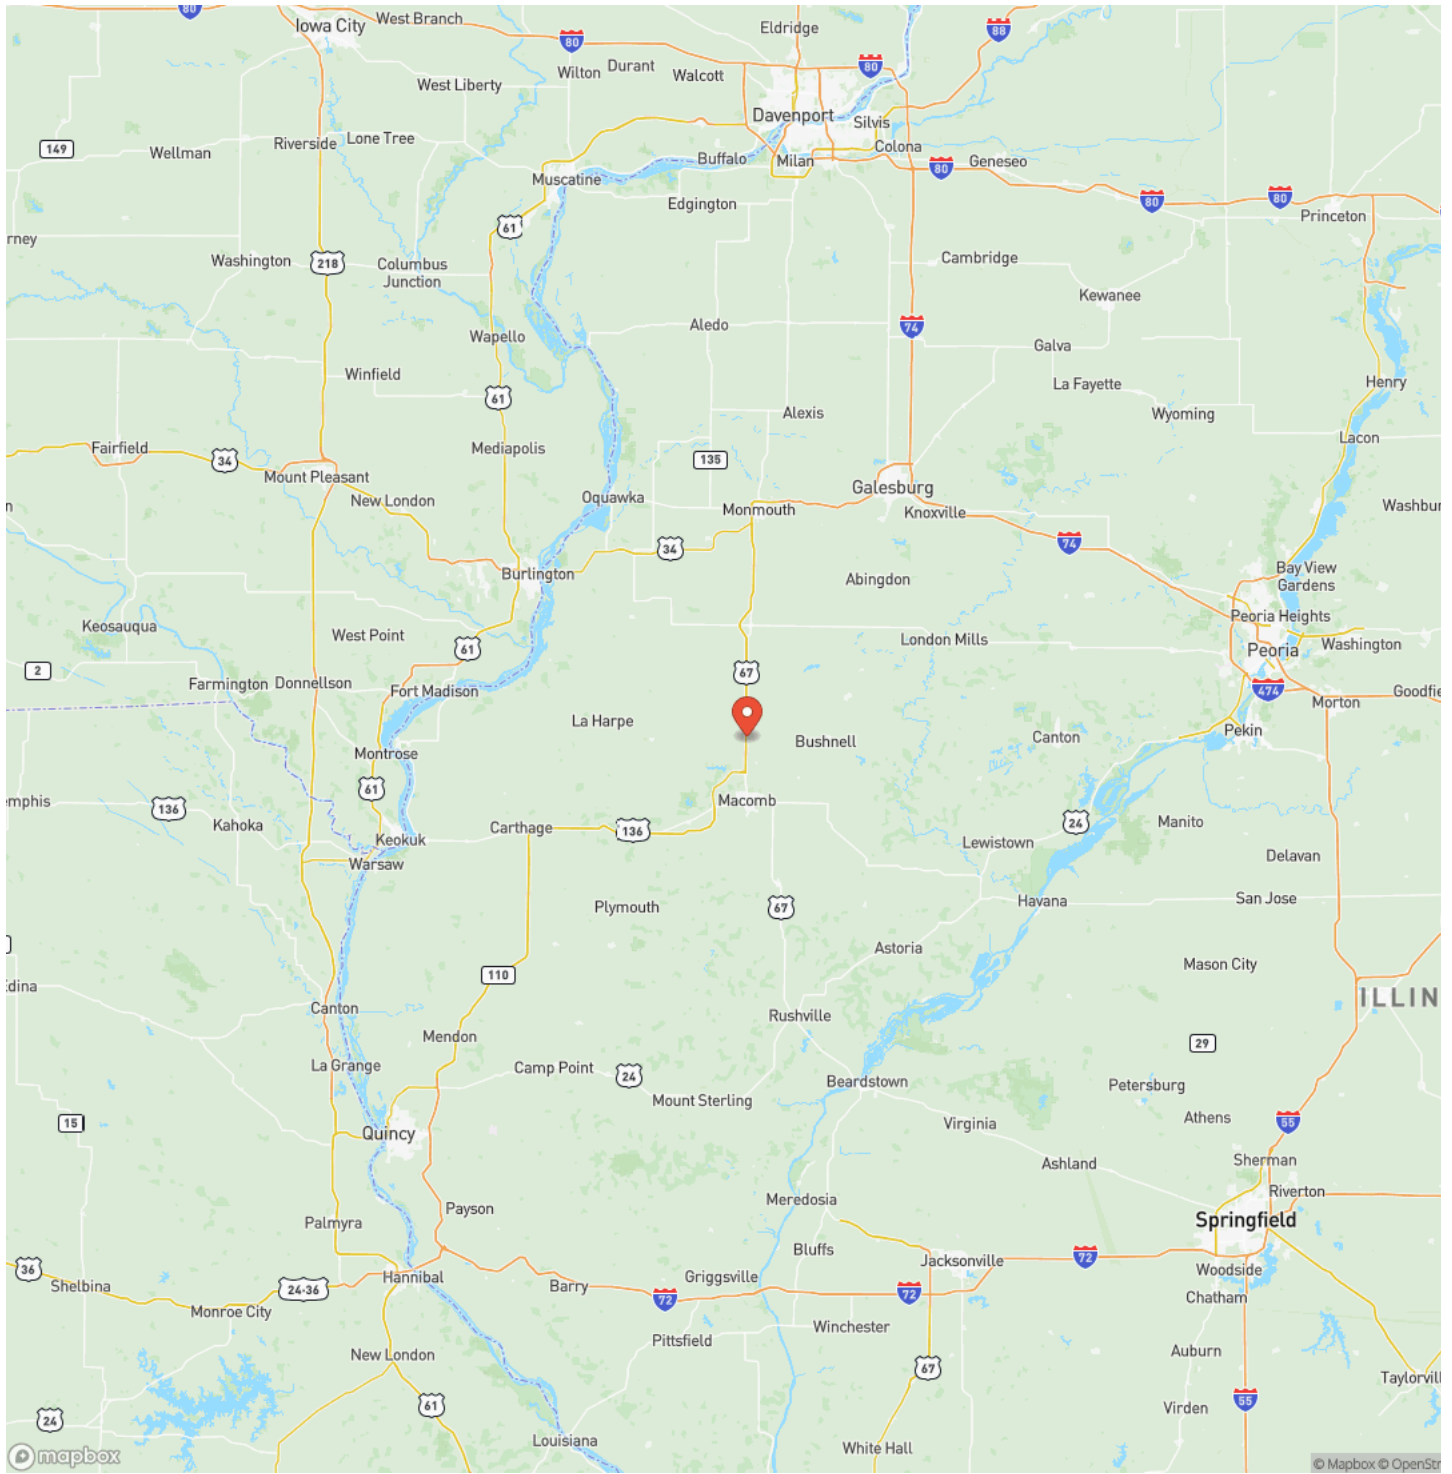 80
Iowa City
West Branch
80
Eldridge
88
Wilton
Durant
Walcott
80
West Liberty
Davenport
Silvis
149
Wellman
Riverside
Lone Tree
Colona
Buffalo
Milan
80
Geneseo
Muscatine
80
80
Edgington
Princeton
61
rney
Washington
218
Columbus
Junction
Cambridge
Kewanee
Wapello
Aledo
74
Galva
Winfield
61
La Fayette
Henry
Alexis
Wyoming
Fairfield
34
Mediapolis
135
Lacon
Mount Pleasant
New London
Oquawka
Galesburg
n
Monmouth
Knoxville
Washbur
34
74
Burlington
Abingdon
Bay View
Gardens
Keosauqua
West Point
61
London Mills
Peoria Heights
Peoria
Washington
2
67
Farmington
Donnellson
Fort Madison
474
Morton
Goodfie
La Harpe
Bushnell
Canton
Pekin
Montrose
61
emphis
136
Macomb
Kahoka
Keokuk
Carthage
136
24
Manito
Warsaw
Lewistown
Delavan
Plymouth
67
Havana
San Jose
Astoria
Mason City
Edina
110
ILLIN
Canton
Rushville
Mendon
29
La Grange
Camp Point
24
Beardstown
Petersburg
Mount Sterling
15
Quincy
Virginia
Athens
55
Ashland
Sherman
Meredosia
Riverton
Payson
Palmyra
Springfield
Bluffs
Jacksonville
72
36
Hannibal
Griggsville
Woodside
Shelbina
24-36
Barry
72
72
Chatham
Monroe City
Winchester
Pittsfield
New London
67
Auburn
Taylorvill
61
55
Virden
24
Louisiana
White Hall
mapbox
© Mapbox © OpenStr